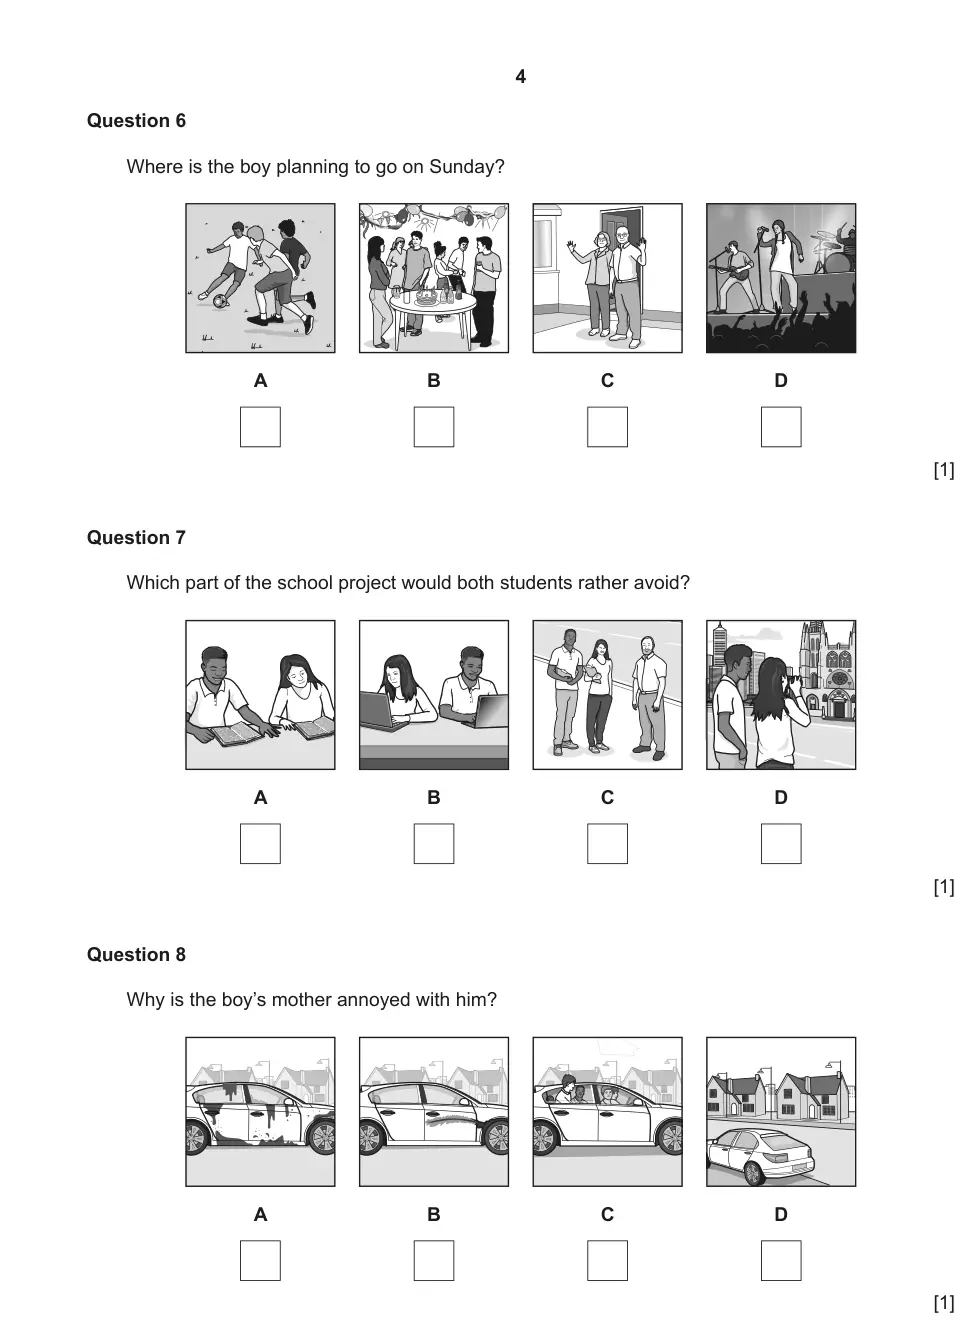 4
Question 6
Where is the boy planning to go on Sunday?
A B C D
[1]
Question 7
Which part of the school project would both students rather avoid?
A B C D
[1]
Question 8
Why is the boy’s mother annoyed with him?
A B C D
[1]